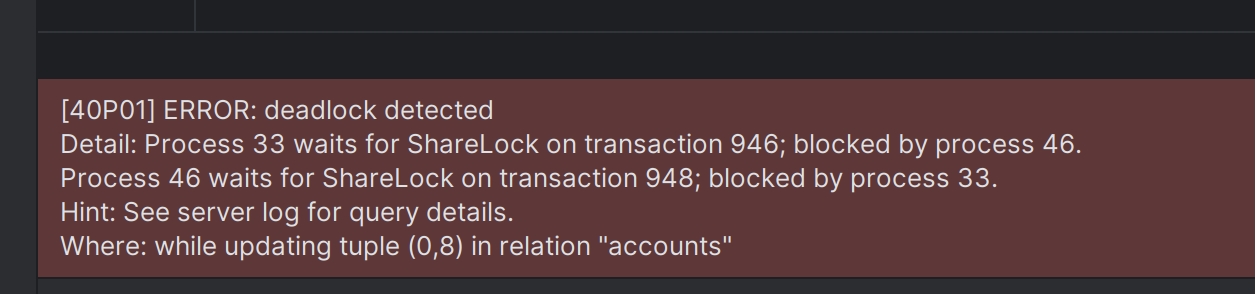 [40P01] ERROR: deadlock detected
Detail: Process 33 waits for ShareLock on transaction 946; blocked by process 46.
Process 46 waits for ShareLock on transaction 948; blocked by process 33.
Hint: See server log for query details.
Where: while updating tuple (0,8) in relation "accounts"